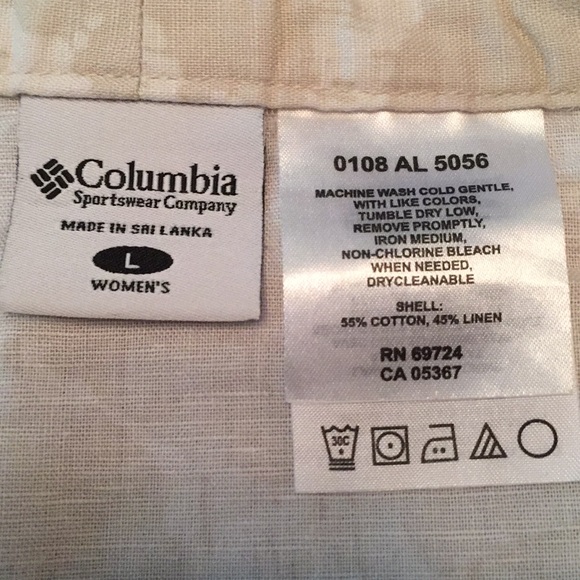 Columbia
Sportswear Company
MADE IN SRI LANKA
L
WOMEN'S
0108 AL 5056
MACHINE WASH COLD GENTLE,
WITH LIKE COLORS,
TUMBLE DRY LOW,
REMOVE PROMPTLY,
IRON MEDIUM,
NON-CHLORINE BLEACH
WHEN NEEDED,
DRYCLEANABLE
SHELL:
55% COTTON, 45% LINEN
RN 69724
CA 05367
30C